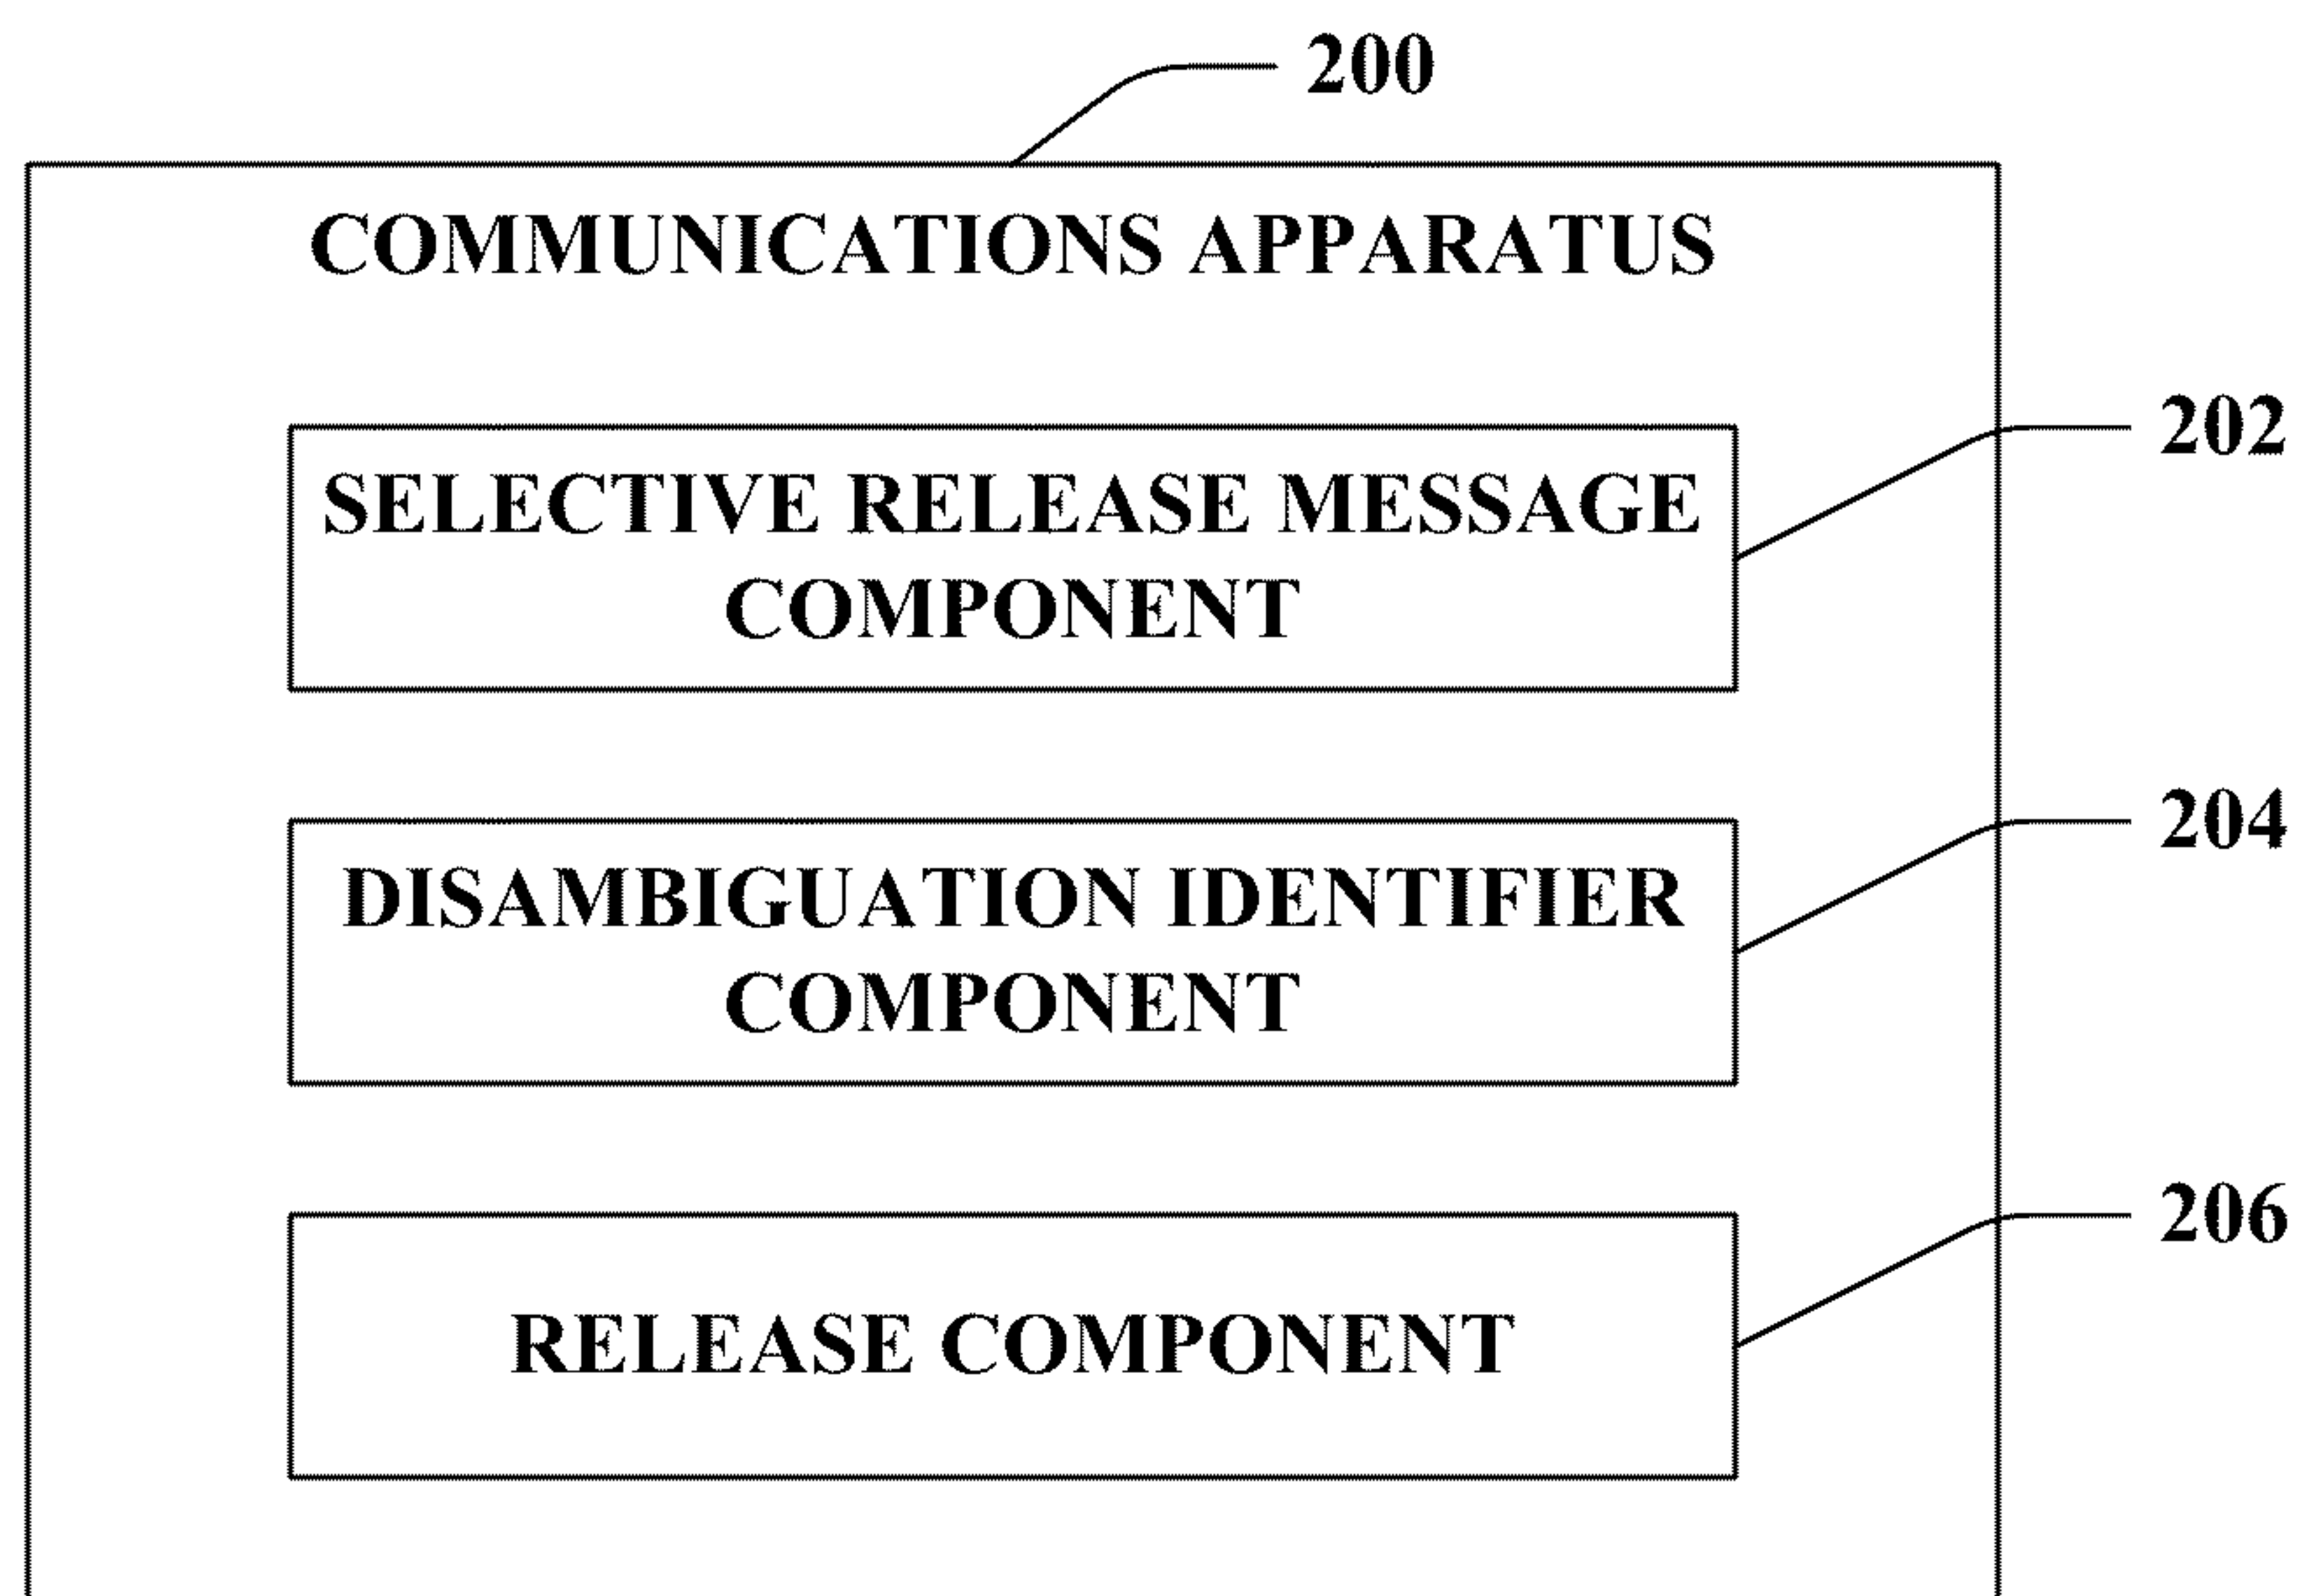 200
COMMUNICATIONS APPARATUS
202
SELECTIVE RELEASE MESSAGE
COMPONENT
204
DISAMBIGUATION IDENTIFIER
COMPONENT
206
RELEASE COMPONENT